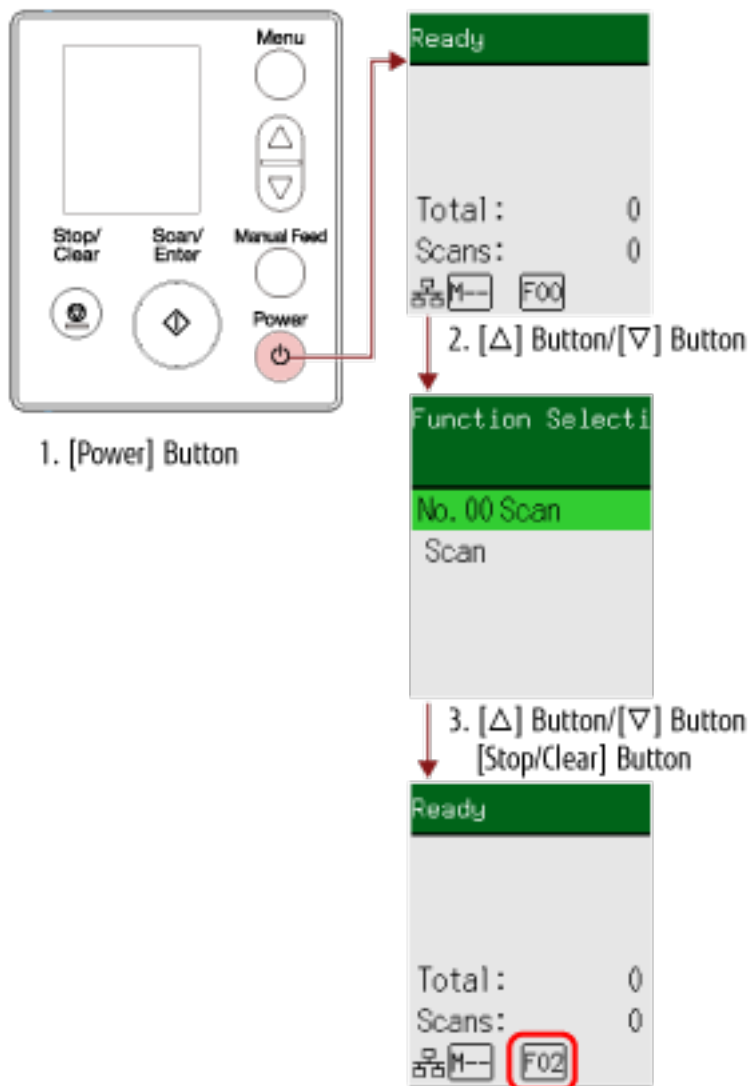 Menu
Stop/
Clear
Scan/
Enter
Manual Feed
Power
1. [Power] Button
Ready
Total: 0
Scans: 0
M-- F00
2. [△] Button/[▽] Button
Function Selecti
No. 00 Scan
Scan
3. [△] Button/[▽] Button
[Stop/Clear] Button
Ready
Total: 0
Scans: 0
M-- F02